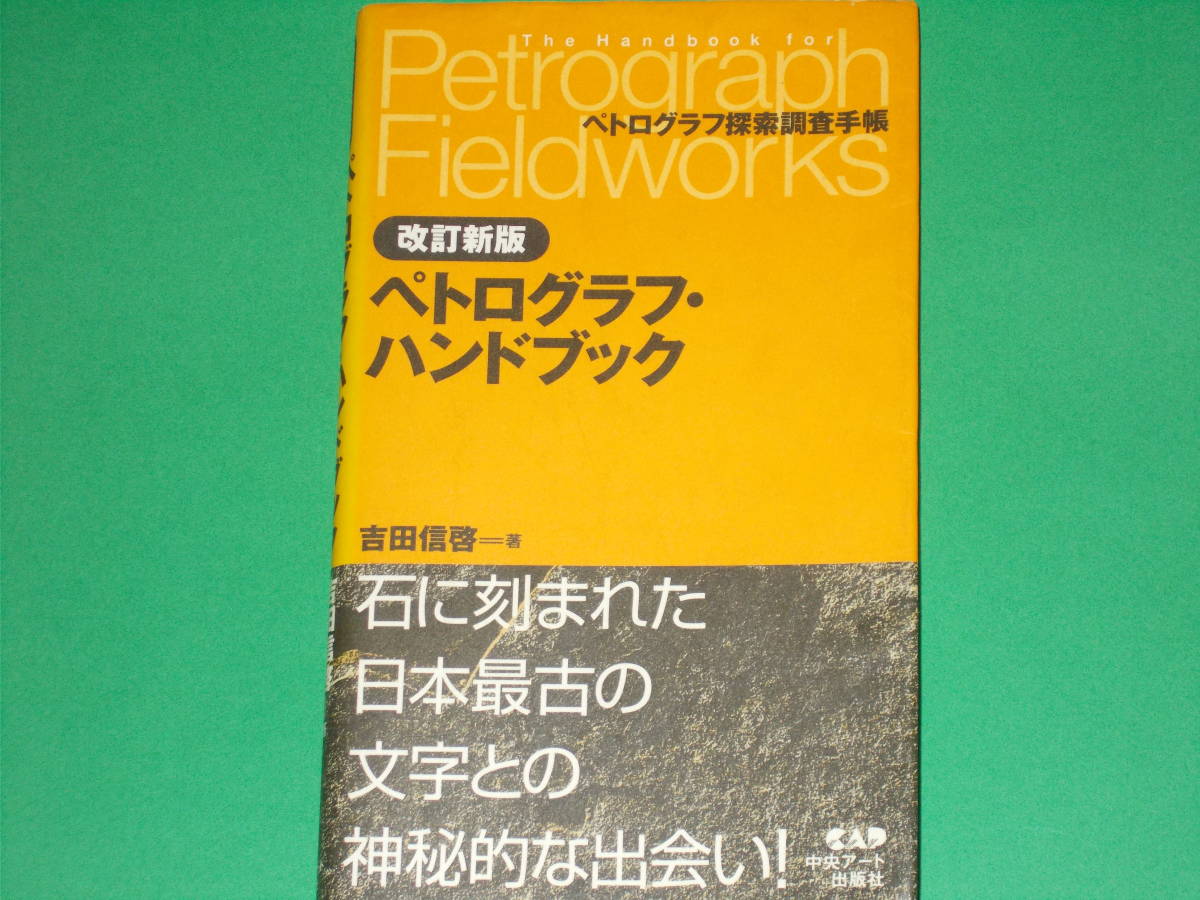 The Handbook for
Petrograph
ペトログラフ探索調査手帳
Fieldworks
改訂新版
ペトログラフ・
ハンドブック
吉田信啓＝著
石に刻まれた
日本最古の
文字との
神秘的な出会い!
CAP
中央アート
出版社